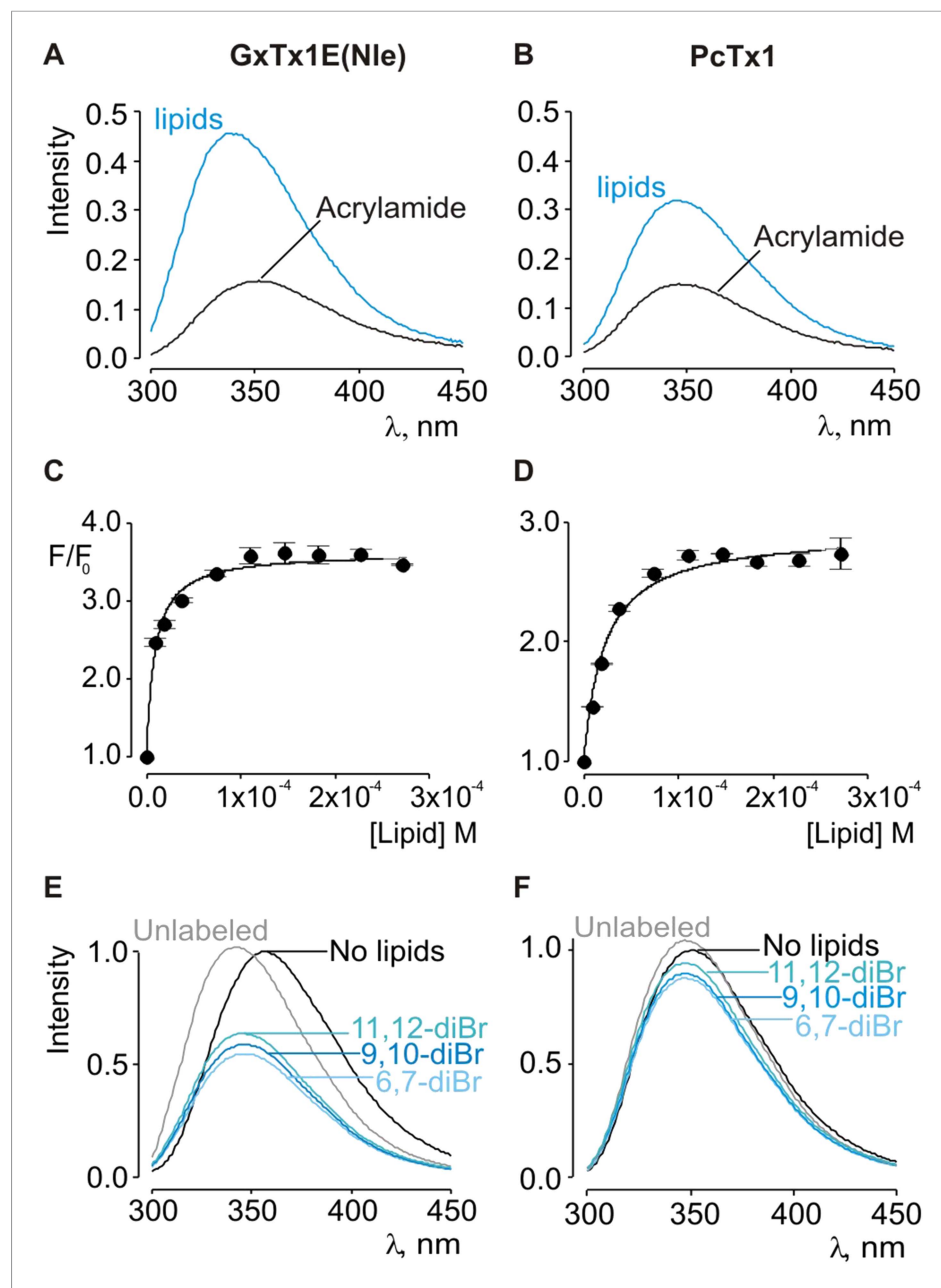 A GxTx1E(Nle)
B PcTx1
0.5
0.4
0.3
0.2
0.1
0.0
Intensity
lipids
Acrylamide
300 350 400 450
λ, nm
0.5
0.4
0.3
0.2
0.1
0.0
lipids
Acrylamide
300 350 400 450
λ, nm
C
4.0
3.0
2.0
1.0
F/F0
0.0 1x10-4 2x10-4 3x10-4
[Lipid] M
D
3.0
2.0
1.0
0.0 1x10-4 2x10-4 3x10-4
[Lipid] M
E
Unlabeled
No lipids
11,12-diBr
9,10-diBr
6,7-diBr
1.0
0.5
0.0
Intensity
300 350 400 450
λ, nm
F
Unlabeled
No lipids
11,12-diBr
9,10-diBr
6,7-diBr
1.0
0.5
0.0
300 350 400 450
λ, nm